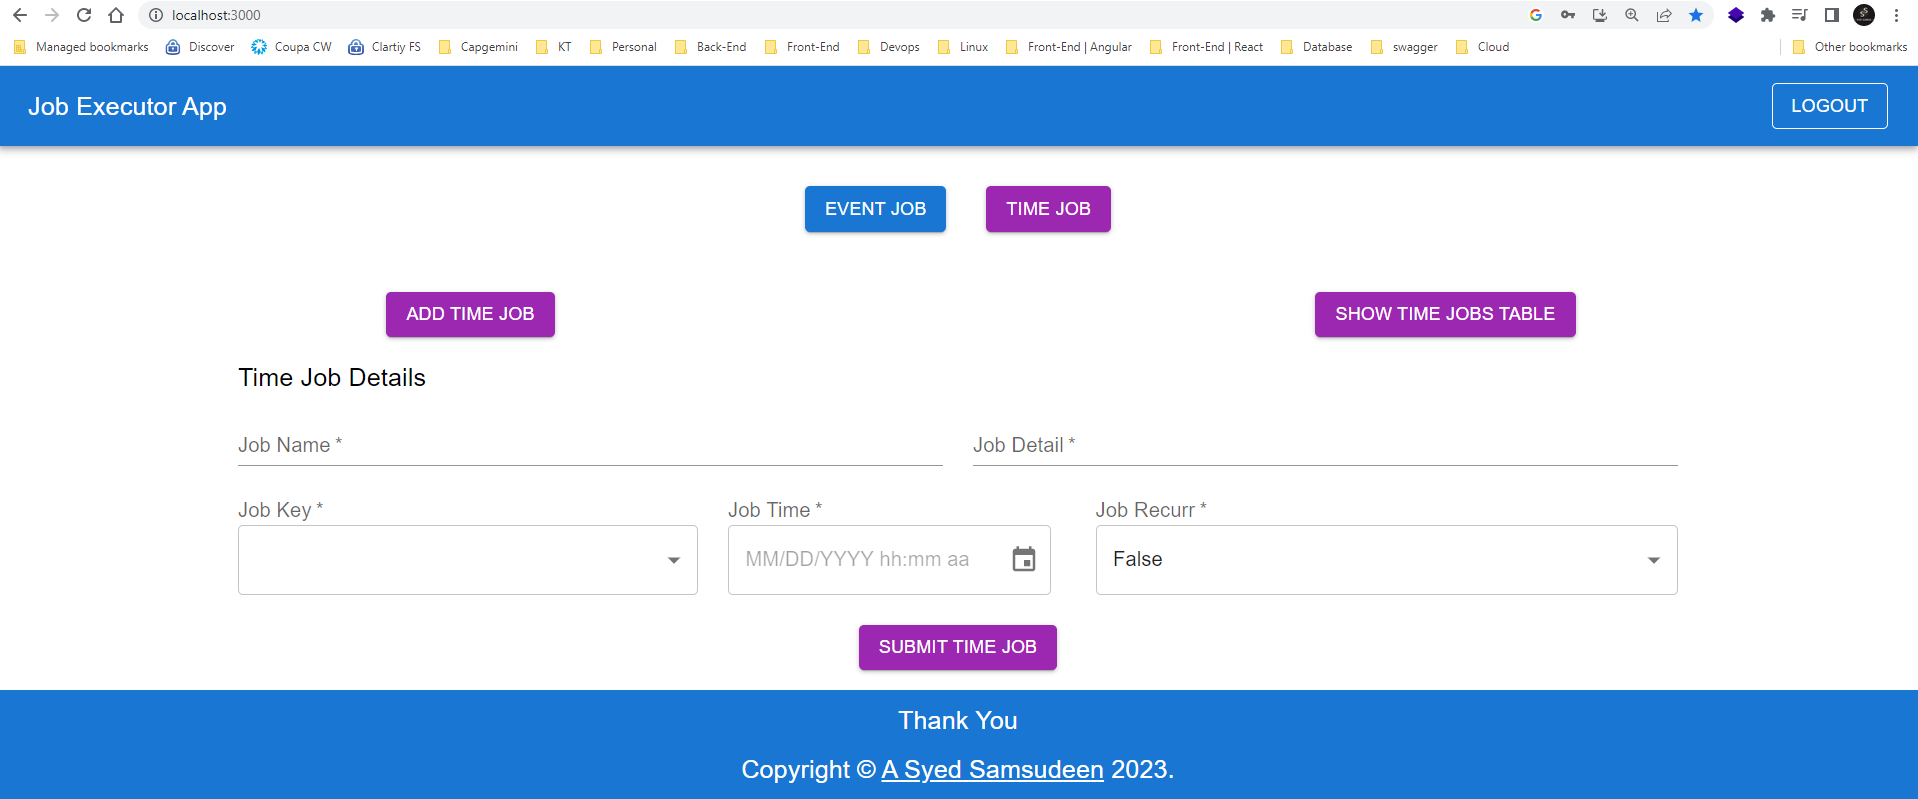 localhost:3000
Managed bookmarks Discover Coupa CW Clartiy FS Capgemini KT Personal Back-End Front-End Devops Linux Front-End | Angular Front-End | React Database swagger Cloud Other bookmarks
Job Executor App LOGOUT
EVENT JOB TIME JOB
ADD TIME JOB SHOW TIME JOBS TABLE
Time Job Details
Job Name * Job Detail *
Job Key * Job Time * Job Recurr *
MM/DD/YYYY hh:mm aa False
SUBMIT TIME JOB
Thank You
Copyright © A Syed Samsudeen 2023.